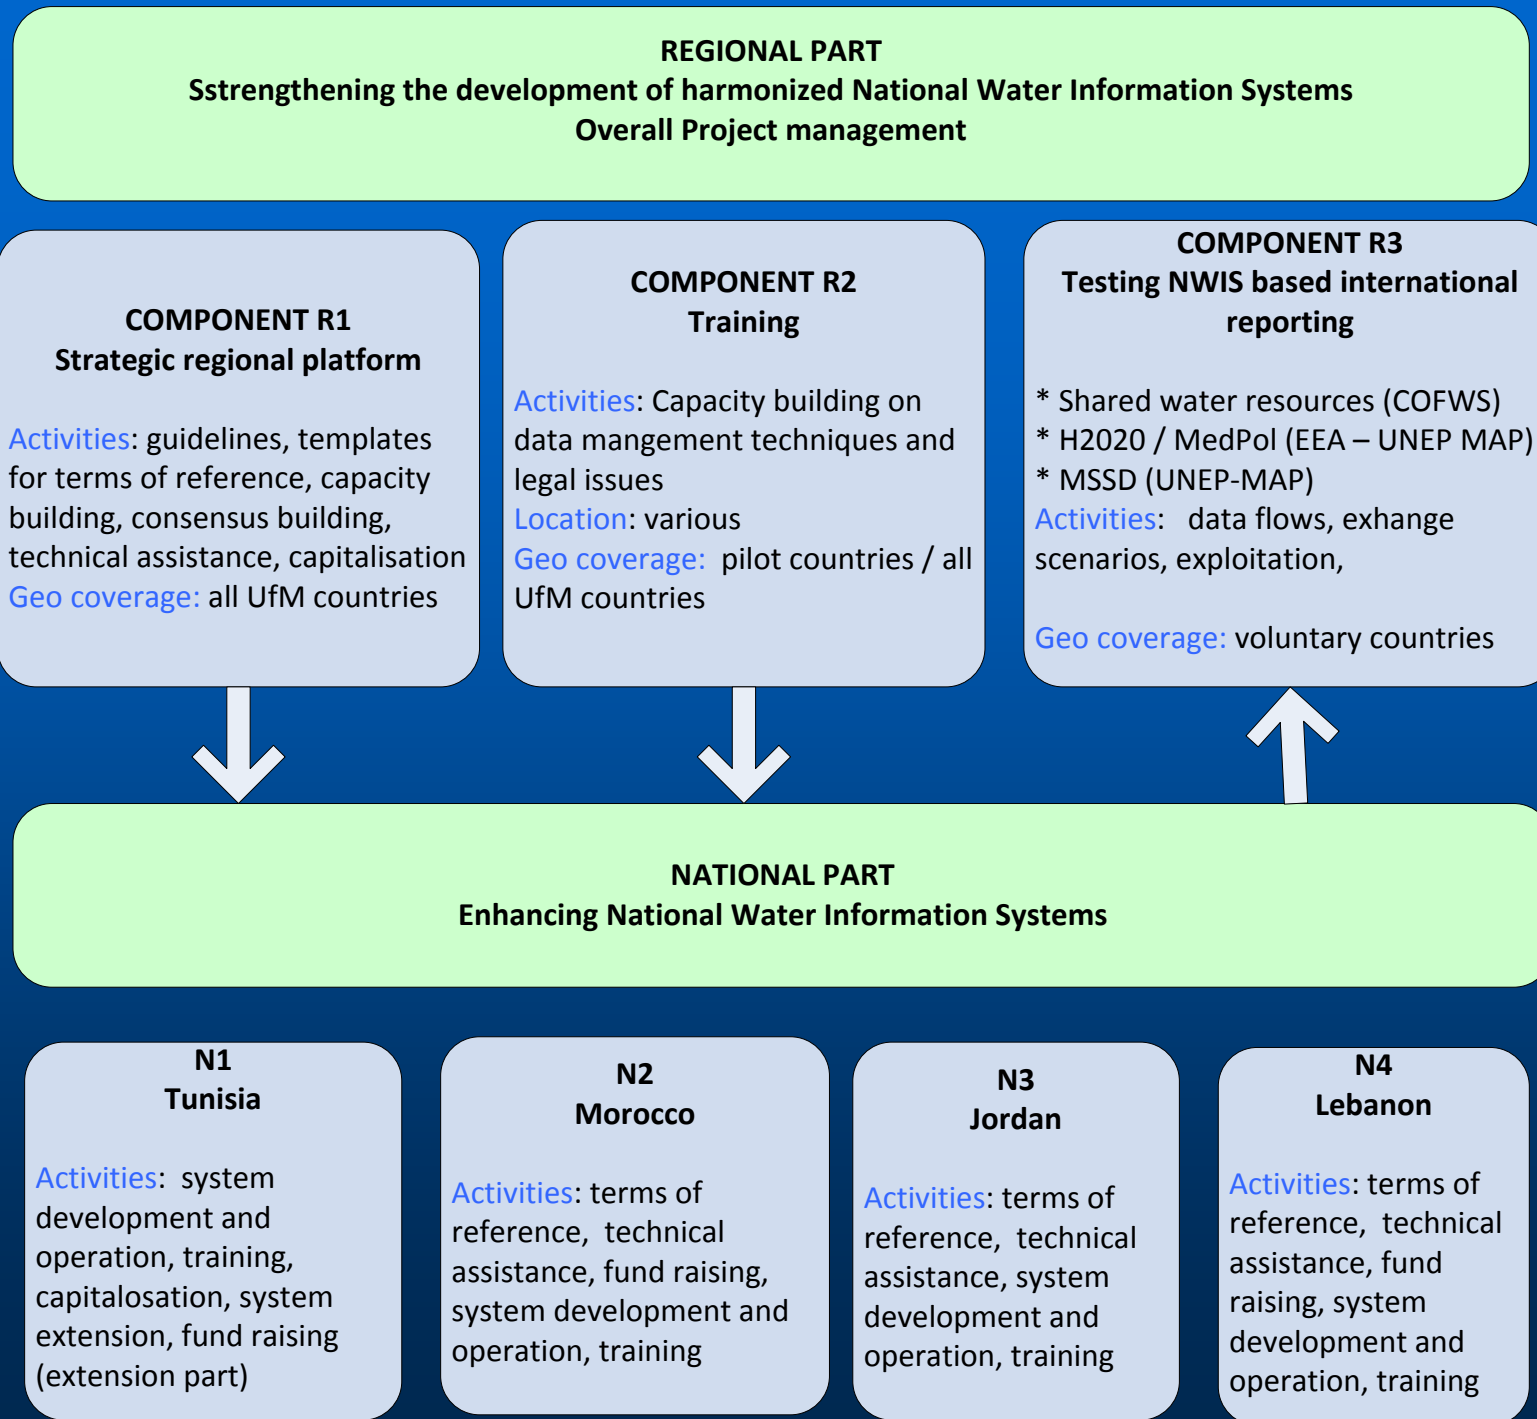 REGIONAL PART
Sstrengthening the development of harmonized National Water Information Systems
Overall Project management
COMPONENT R1
Strategic regional platform
Activities: guidelines, templates
for terms of reference, capacity
building, consensus building,
technical assistance, capitalisation
Geo coverage: all UfM countries
COMPONENT R2
Training
Activities: Capacity building on
data mangement techniques and
legal issues
Location: various
Geo coverage: pilot countries / all
UfM countries
COMPONENT R3
Testing NWIS based international
reporting
* Shared water resources (COFWS)
* H2020 / MedPol (EEA – UNEP MAP)
* MSSD (UNEP-MAP)
Activities: data flows, exhange
scenarios, exploitation,
Geo coverage: voluntary countries
NATIONAL PART
Enhancing National Water Information Systems
N1
Tunisia
Activities: system
development and
operation, training,
capitalosation, system
extension, fund raising
(extension part)
N2
Morocco
Activities: terms of
reference, technical
assistance, fund raising,
system development and
operation, training
N3
Jordan
Activities: terms of
reference, technical
assistance, system
development and
operation, training
N4
Lebanon
Activities: terms of
reference, technical
assistance, fund
raising, system
development and
operation, training